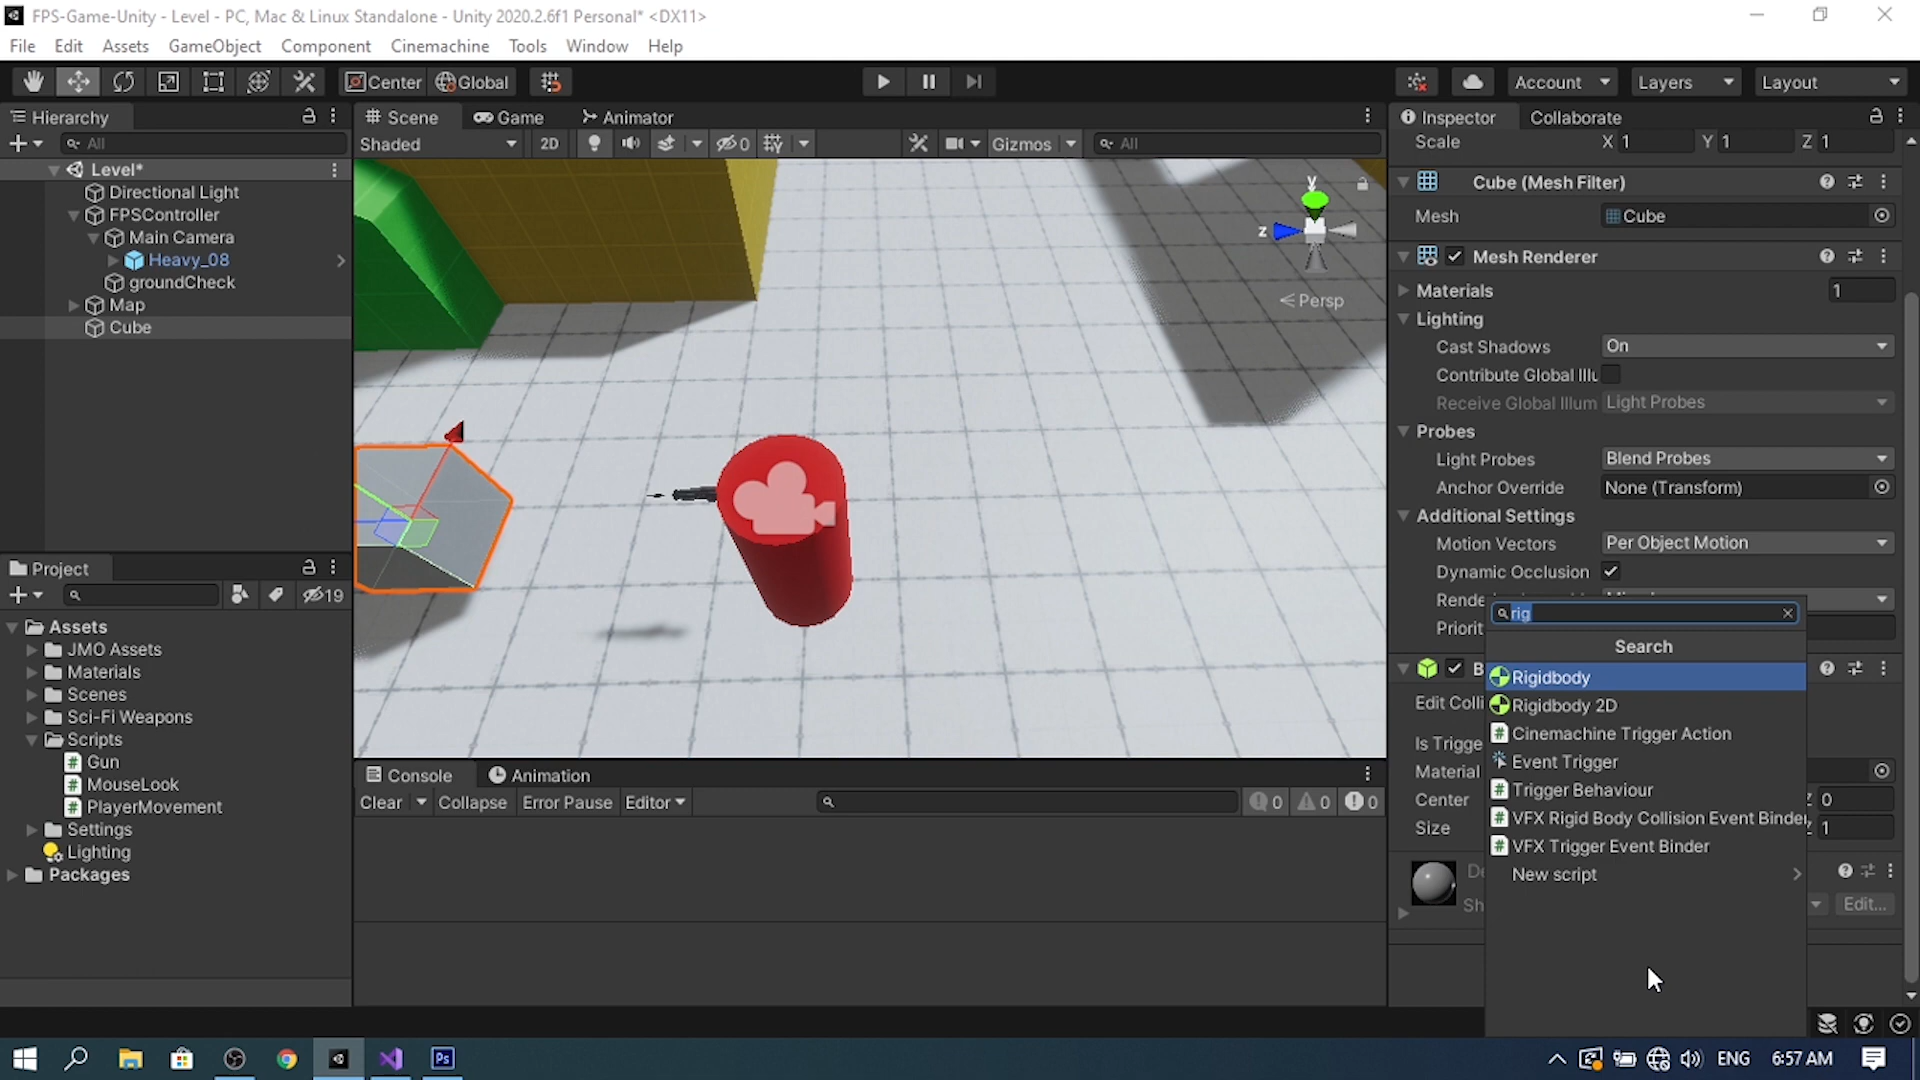 FPS-Game-Unity - Level - PC, Mac & Linux Standalone - Unity 2020.2.6f1 Personal* <DX11>
File Edit Assets GameObject Component Cinemachine Tools Window Help
Center Global Account Layers Layout
Hierarchy
All
Level*
Directional Light
FPSController
Main Camera
Heavy_08
groundCheck
Map
Cube
Scene Game Animator
Shaded 2D 0 Gizmos All
y
z
Persp
Project
19
Assets
JMO Assets
Materials
Scenes
Sci-Fi Weapons
Scripts
Gun
MouseLook
PlayerMovement
Settings
Lighting
Packages
Console Animation
Clear Collapse Error Pause Editor 0 0 0
Inspector Collaborate
Scale X 1 Y 1 Z 1
Cube (Mesh Filter)
Mesh Cube
Mesh Renderer
Materials 1
Lighting
Cast Shadows On
Contribute Global Illu
Receive Global Illum Light Probes
Probes
Light Probes Blend Probes
Anchor Override None (Transform)
Additional Settings
Motion Vectors Per Object Motion
Dynamic Occlusion
Rende
Priorit
B
Edit Colli
Is Trigge
Material
Center Z 0
Size Z 1
De
Sh Edit...
rig
Search
Rigidbody
Rigidbody 2D
Cinemachine Trigger Action
Event Trigger
Trigger Behaviour
VFX Rigid Body Collision Event Binder
VFX Trigger Event Binder
New script
Ps
ENG 6:57 AM